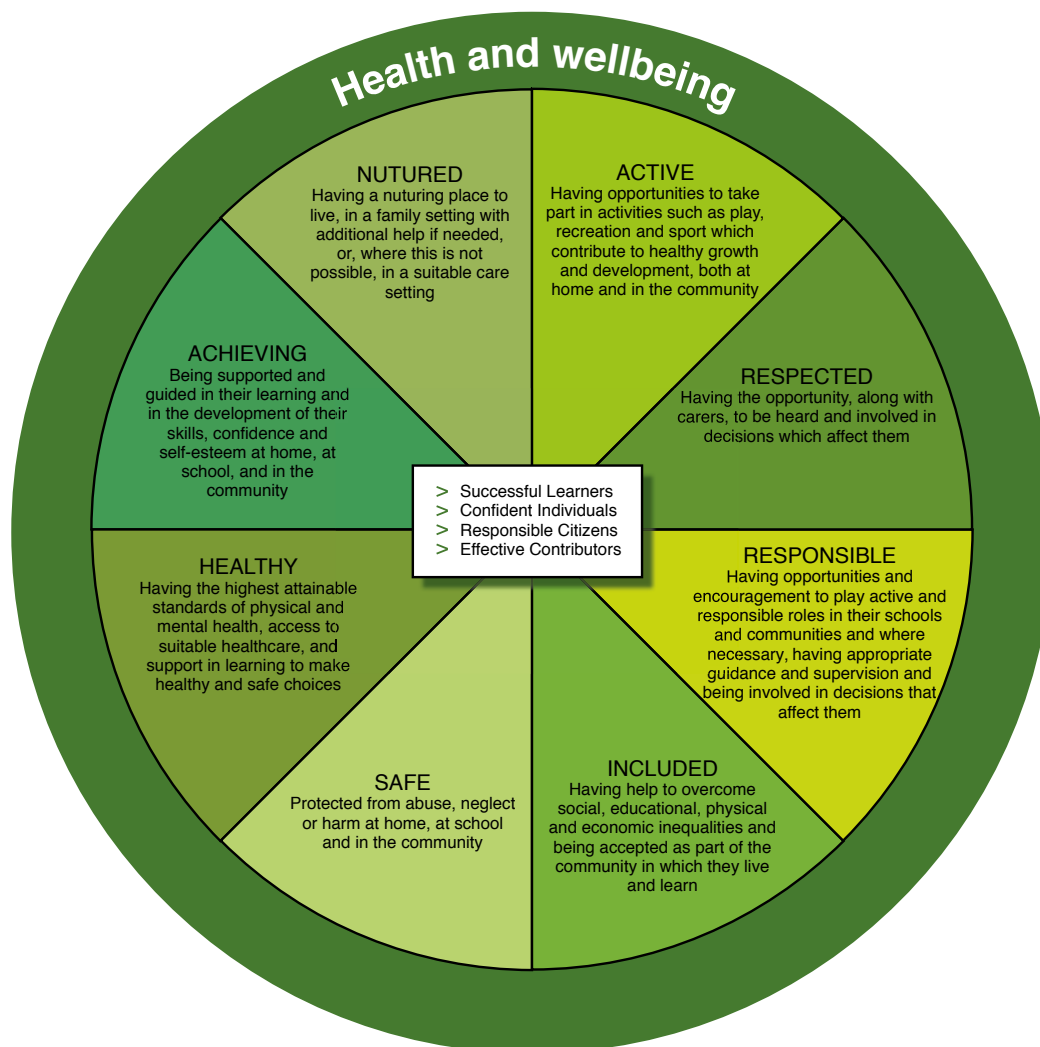 Health and wellbeing
NUTURED
Having a nuturing place to
live, in a family setting with
additional help if needed,
or, where this is not
possible, in a suitable care
setting
ACTIVE
Having opportunities to take
part in activities such as play,
recreation and sport which
contribute to healthy growth
and development, both at
home and in the community
RESPECTED
Having the opportunity, along with
carers, to be heard and involved in
decisions which affect them
RESPONSIBLE
Having opportunities and
encouragement to play active and
responsible roles in their schools
and communities and where
necessary, having appropriate
guidance and supervision and
being involved in decisions that
affect them
INCLUDED
Having help to overcome
social, educational, physical
and economic inequalities and
being accepted as part of the
community in which they live
and learn
SAFE
Protected from abuse, neglect
or harm at home, at school
and in the community
HEALTHY
Having the highest attainable
standards of physical and
mental health, access to
suitable healthcare, and
support in learning to make
healthy and safe choices
ACHIEVING
Being supported and
guided in their learning and
in the development of their
skills, confidence and
self-esteem at home, at
school, and in the
community
> Successful Learners
> Confident Individuals
> Responsible Citizens
> Effective Contributors